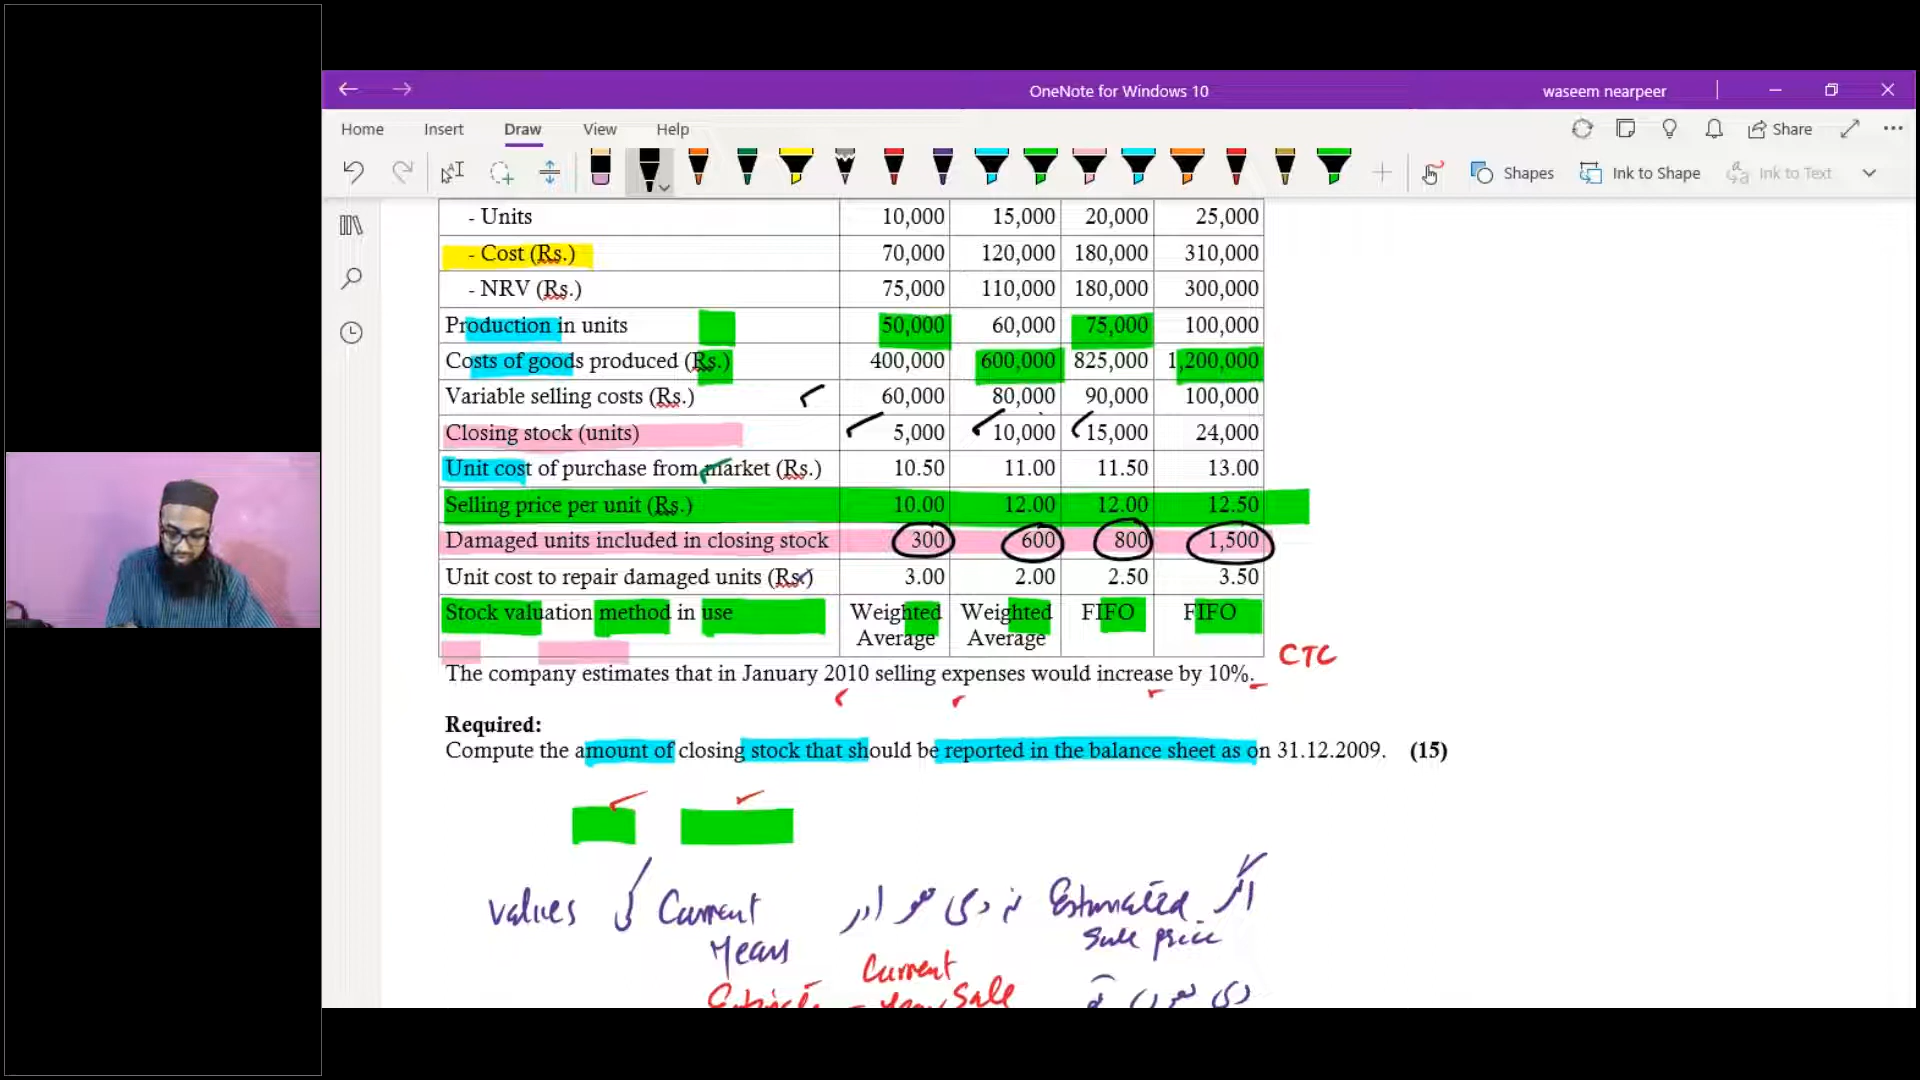 OneNote for Windows 10
waseem nearpeer
Home Insert Draw View Help
Share
Shapes Ink to Shape Ink to Text
- Units 10,000 15,000 20,000 25,000
- Cost (Rs.) 70,000 120,000 180,000 310,000
- NRV (Rs.) 75,000 110,000 180,000 300,000
Production in units 50,000 60,000 75,000 100,000
Costs of goods produced (Rs.) 400,000 600,000 825,000 1,200,000
Variable selling costs (Rs.) 60,000 80,000 90,000 100,000
Closing stock (units) 5,000 10,000 15,000 24,000
Unit cost of purchase from market (Rs.) 10.50 11.00 11.50 13.00
Selling price per unit (Rs.) 10.00 12.00 12.00 12.50
Damaged units included in closing stock 300 600 800 1,500
Unit cost to repair damaged units (Rs.) 3.00 2.00 2.50 3.50
Stock valuation method in use Weighted Weighted FIFO FIFO
Average Average
CTC
The company estimates that in January 2010 selling expenses would increase by 10%.
Required:
Compute the amount of closing stock that should be reported in the balance sheet as on 31.12.2009. (15)
اگر Estimated نہ دی ہو اور Current کی values
Sale price
Year
Current
Sale